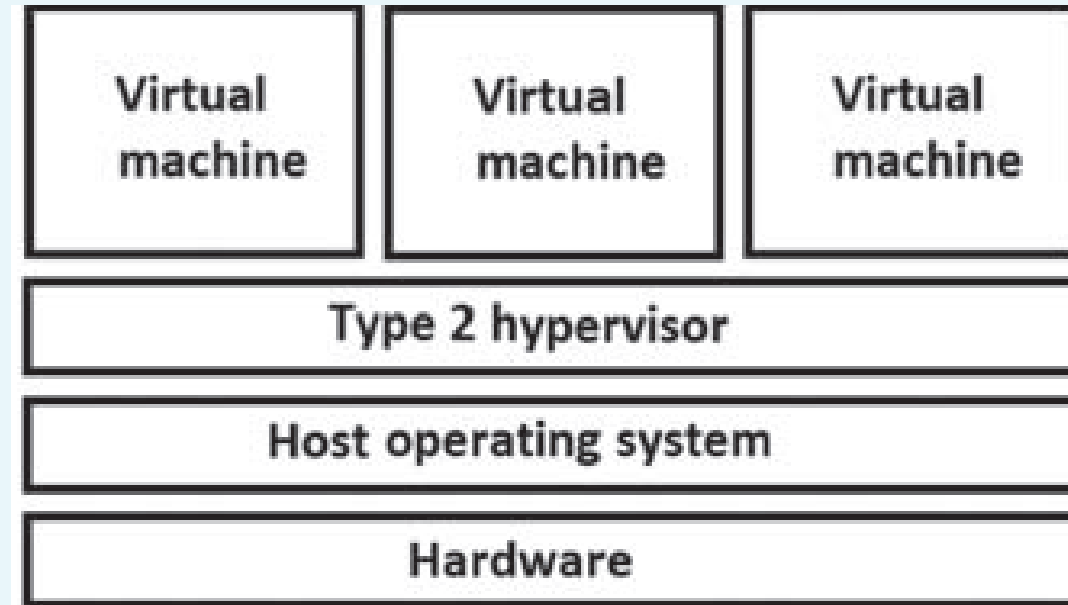 Virtual
machine
Virtual
machine
Virtual
machine
Type 2 hypervisor
Host operating system
Hardware